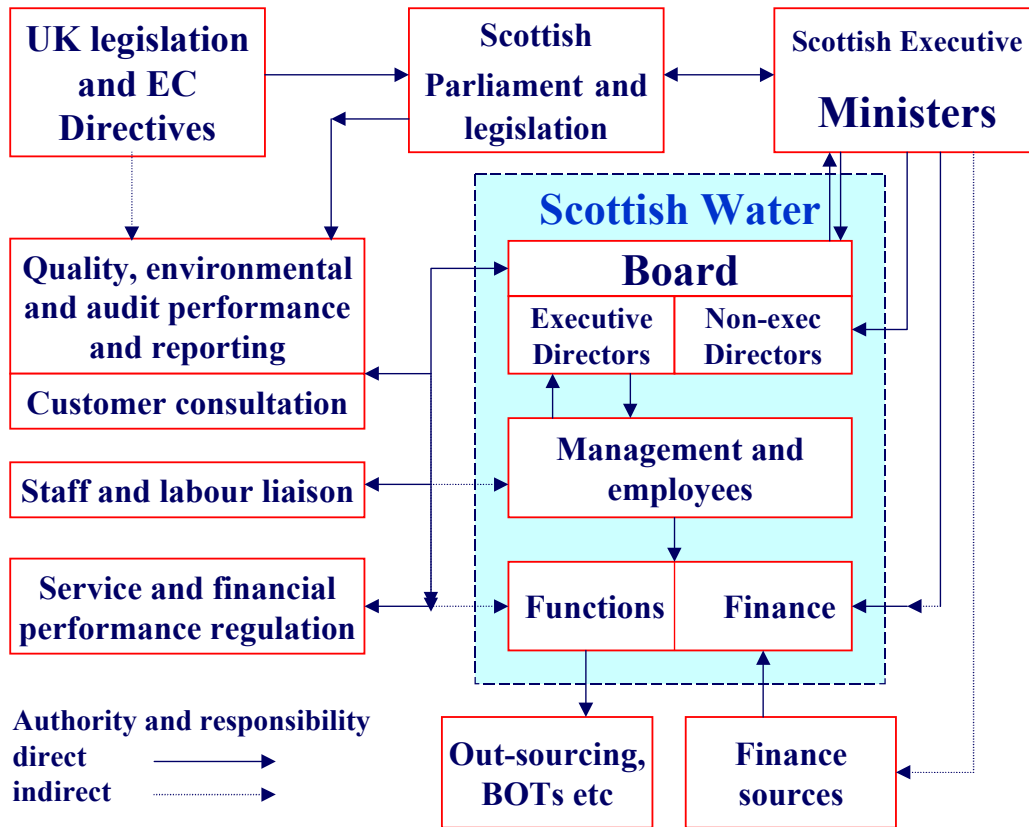 UK legislation
and EC
Directives
Scottish
Parliament and
legislation
Scottish Executive
Ministers
Scottish Water
Quality, environmental
and audit performance
and reporting
Customer consultation
Board
Executive
Directors
Non-exec
Directors
Staff and labour liaison
Management and
employees
Service and financial
performance regulation
Functions
Finance
Authority and responsibility
direct
indirect
Out-sourcing,
BOTs etc
Finance
sources